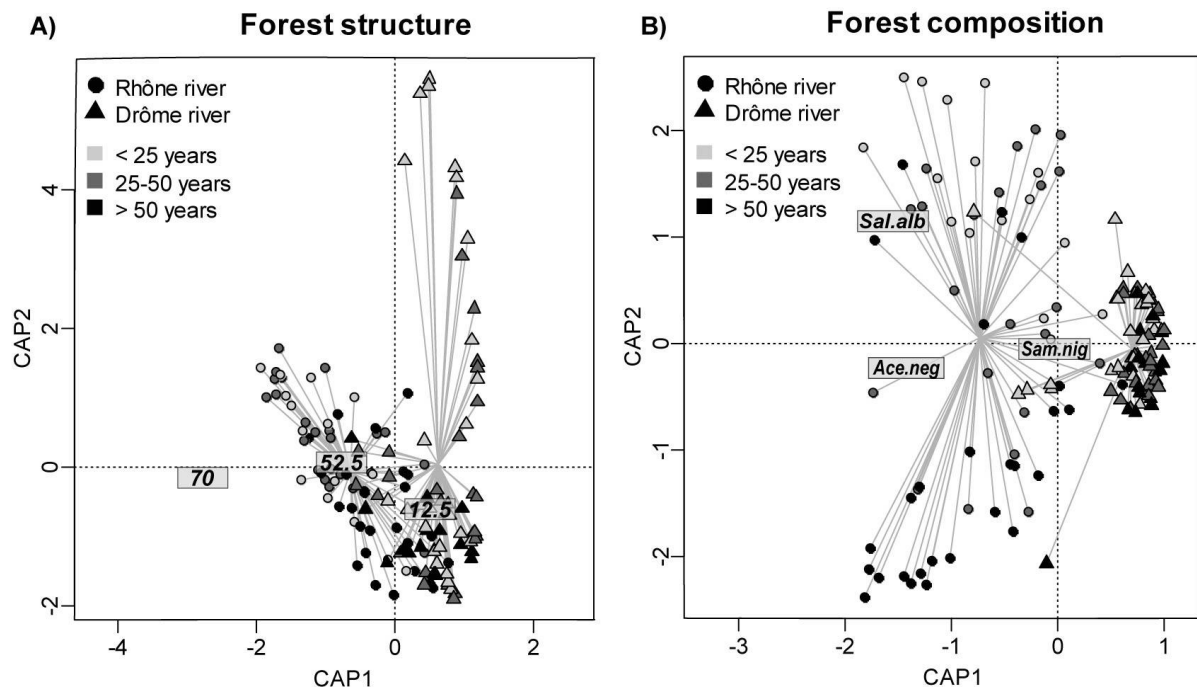 A)
Forest structure
Rhône river
Drôme river
< 25 years
25-50 years
> 50 years
4
2
0
-2
CAP2
70
52.5
12.5
-4
-2
0
2
CAP1
B)
Forest composition
Rhône river
Drôme river
< 25 years
25-50 years
> 50 years
2
1
0
-1
-2
CAP2
Sal.alb
Sam.nig
Ace.neg
-3
-2
-1
0
1
CAP1